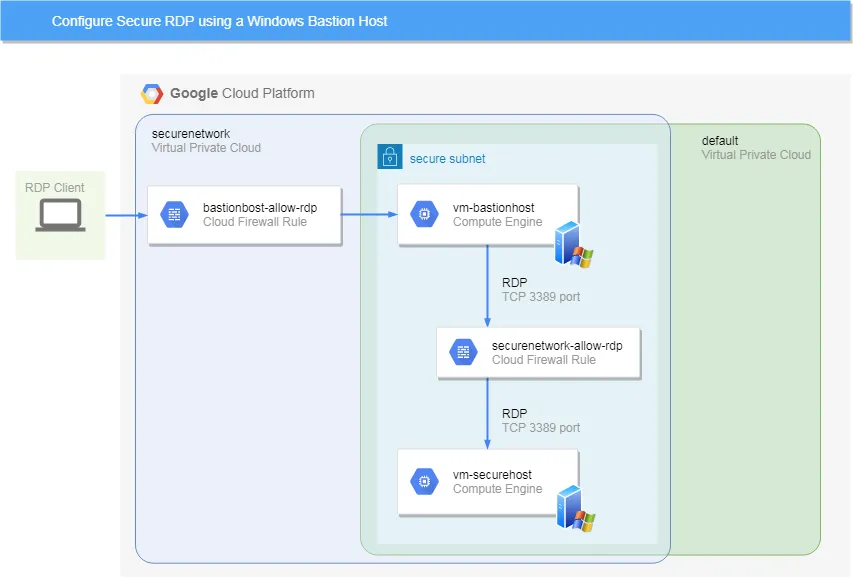 Configure Secure RDP using a Windows Bastion Host
Google Cloud Platform
securenetwork
Virtual Private Cloud
default
Virtual Private Cloud
secure subnet
RDP Client
bastionbost-allow-rdp
Cloud Firewall Rule
vm-bastionhost
Compute Engine
RDP
TCP 3389 port
securenetwork-allow-rdp
Cloud Firewall Rule
RDP
TCP 3389 port
vm-securehost
Compute Engine